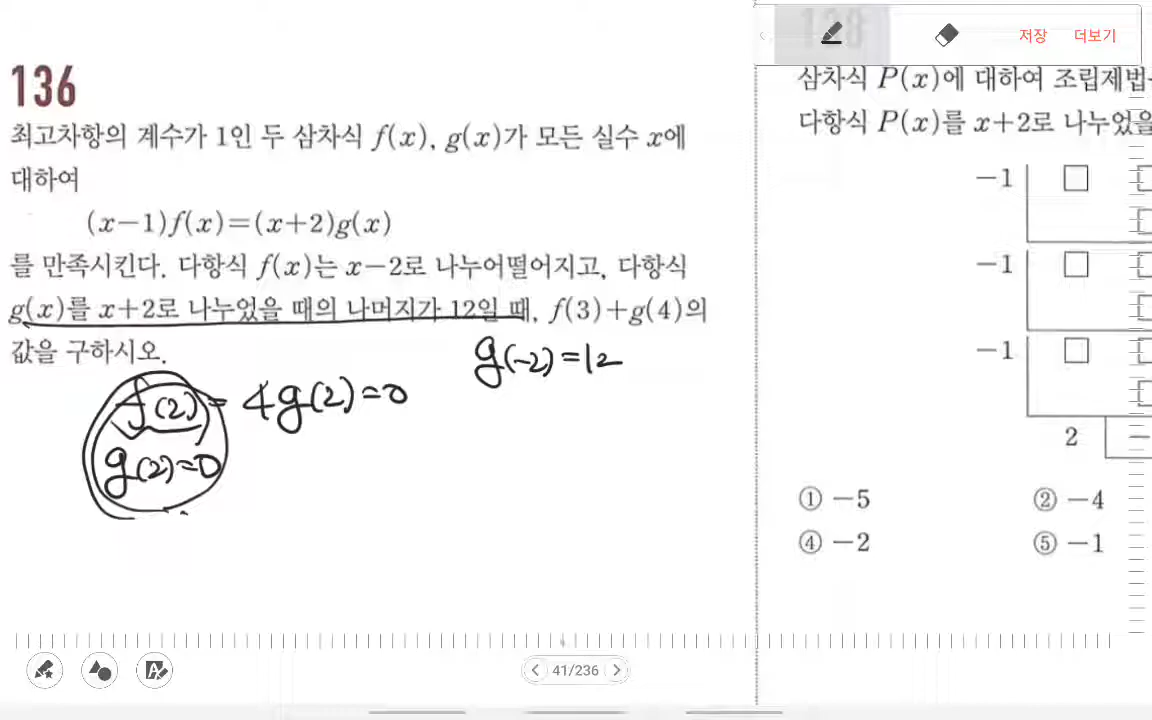 저장 더보기
136
최고차항의 계수가 1인 두 삼차식 f(x), g(x)가 모든 실수 x에
대하여
(x−1)f(x)=(x+2)g(x)
를 만족시킨다. 다항식 f(x)는 x−2로 나누어떨어지고, 다항식
g(x)를 x+2로 나누었을 때의 나머지가 12일 때, f(3)+g(4)의
값을 구하시오.
g(-2)=12
f(2) = 4g(2)=0
g(2)=0
삼차식 P(x)에 대하여 조립제법
다항식 P(x)를 x+2로 나누었을
−1
−1
−1
2
① −5 ② −4
④ −2 ⑤ −1
41/236